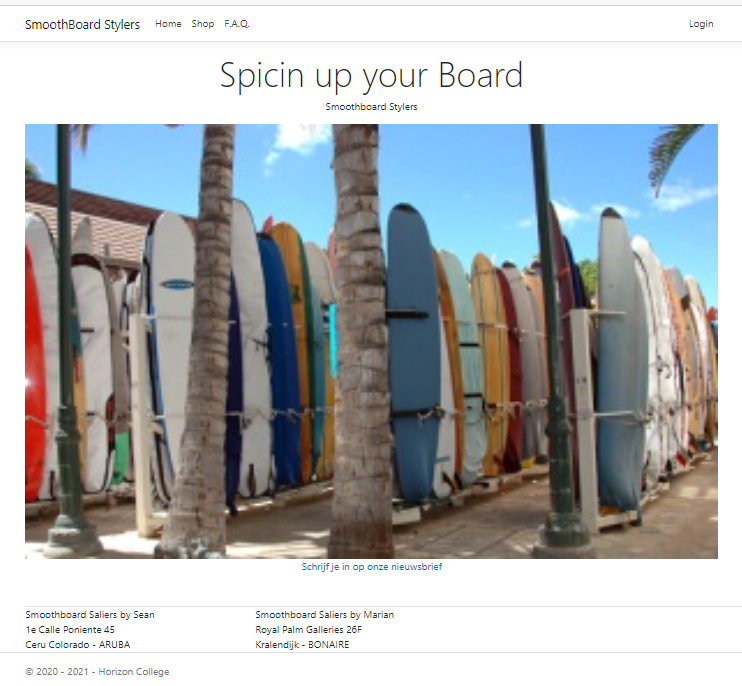 SmoothBoard Stylers Home Shop F.A.Q. Login
Spicin up your Board
Smoothboard Stylers
Schrijf je in op onze nieuwsbrief
Smoothboard Saliers by Sean Smoothboard Saliers by Marian
1e Calle Poniente 45 Royal Palm Galleries 26F
Ceru Colorado - ARUBA Kralendijk - BONAIRE
© 2020 - 2021 - Horizon College